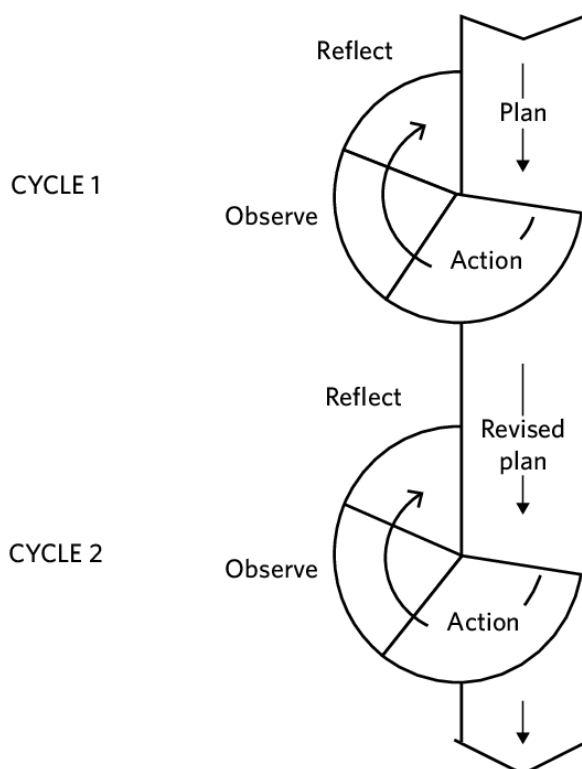 Reflect
Plan
CYCLE 1
Observe
Action
Reflect
Revised
plan
CYCLE 2
Observe
Action